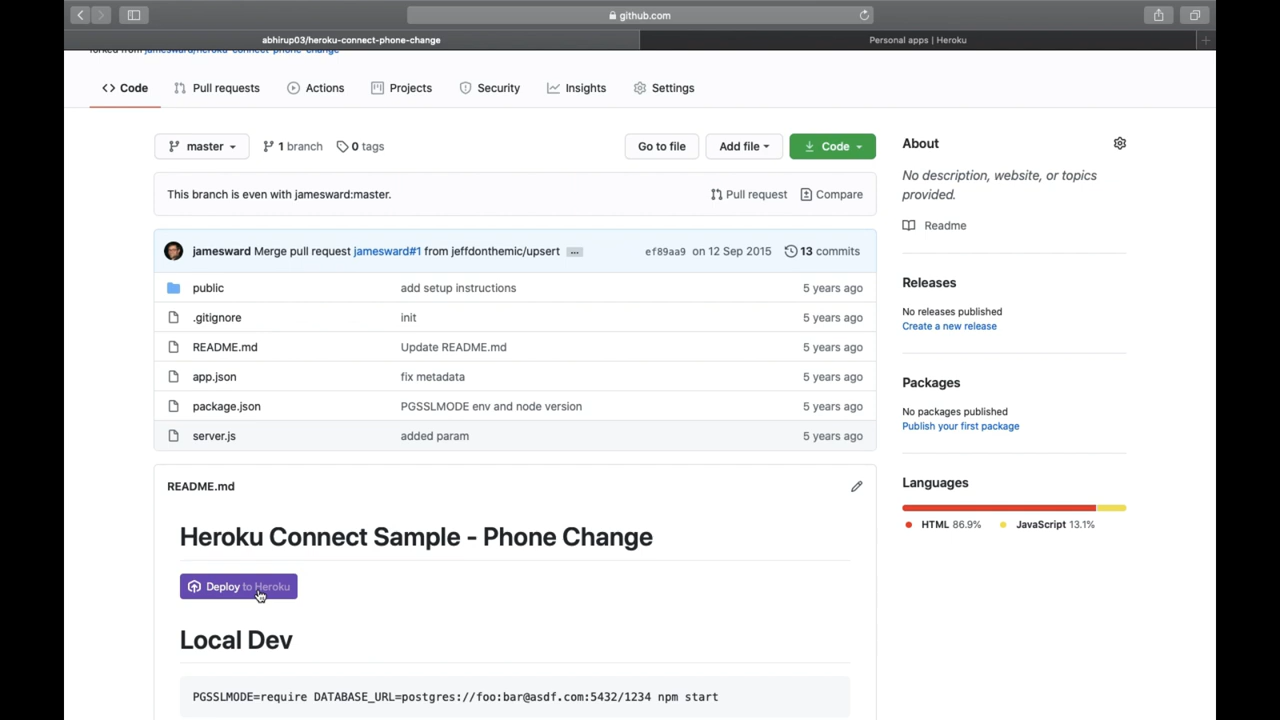 github.com
abhirup03/heroku-connect-phone-change
Personal apps | Heroku
forked from jamesward/heroku-connect-phone-change
Code Pull requests Actions Projects Security Insights Settings
master 1 branch 0 tags Go to file Add file Code
This branch is even with jamesward:master. Pull request Compare
jamesward Merge pull request jamesward#1 from jeffdonthemic/upsert ... ef89aa9 on 12 Sep 2015 13 commits
public add setup instructions 5 years ago
.gitignore init 5 years ago
README.md Update README.md 5 years ago
app.json fix metadata 5 years ago
package.json PGSSLMODE env and node version 5 years ago
server.js added param 5 years ago
README.md
Heroku Connect Sample - Phone Change
Deploy to Heroku
Local Dev
PGSSLMODE=require DATABASE_URL=postgres://foo:bar@asdf.com:5432/1234 npm start
About
No description, website, or topics
provided.
Readme
Releases
No releases published
Create a new release
Packages
No packages published
Publish your first package
Languages
HTML 86.9% JavaScript 13.1%